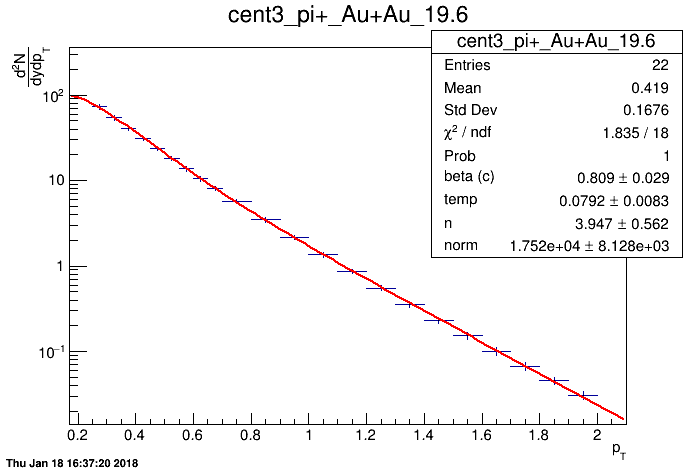 cent3_pi+_Au+Au_19.6
cent3_pi+_Au+Au_19.6
Entries 22
Mean 0.419
Std Dev 0.1676
χ² / ndf 1.835 / 18
Prob 1
beta (c) 0.809 ± 0.029
temp 0.0792 ± 0.0083
n 3.947 ± 0.562
norm 1.752e+04 ± 8.128e+03
d²N
dydp_T
10²
10
1
10⁻¹
0.2 0.4 0.6 0.8 1 1.2 1.4 1.6 1.8 2
p_T
Thu Jan 18 16:37:20 2018